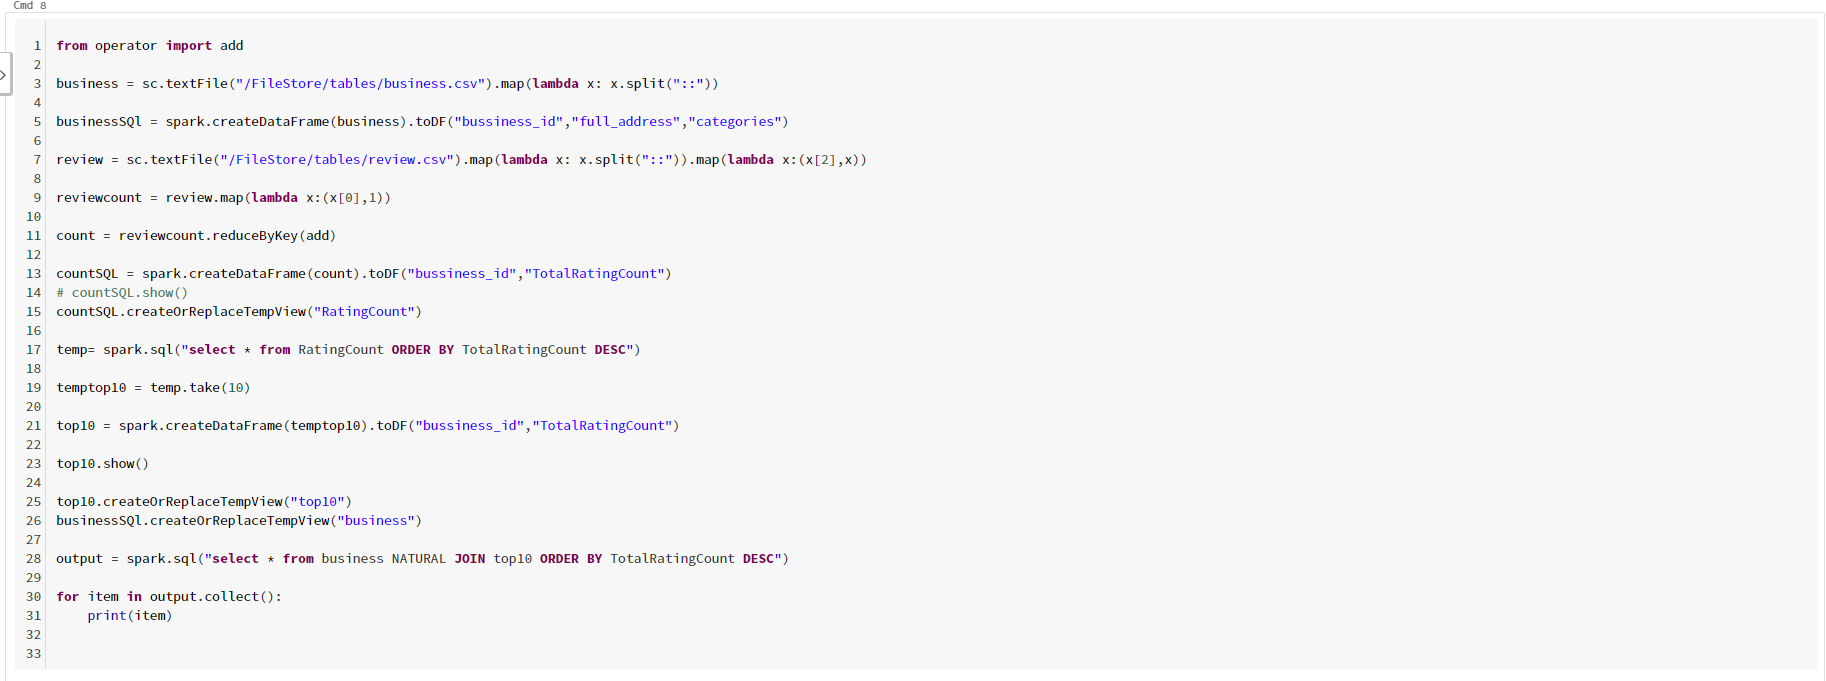 Cmd 8
1 from operator import add
2
3 business = sc.textFile("/FileStore/tables/business.csv").map(lambda x: x.split("::"))
4
5 businessSQl = spark.createDataFrame(business).toDF("bussiness_id","full_address","categories")
6
7 review = sc.textFile("/FileStore/tables/review.csv").map(lambda x: x.split("::")).map(lambda x:(x[2],x))
8
9 reviewcount = review.map(lambda x:(x[0],1))
10
11 count = reviewcount.reduceByKey(add)
12
13 countSQL = spark.createDataFrame(count).toDF("bussiness_id","TotalRatingCount")
14 # countSQL.show()
15 countSQL.createOrReplaceTempView("RatingCount")
16
17 temp= spark.sql("select * from RatingCount ORDER BY TotalRatingCount DESC")
18
19 temptop10 = temp.take(10)
20
21 top10 = spark.createDataFrame(temptop10).toDF("bussiness_id","TotalRatingCount")
22
23 top10.show()
24
25 top10.createOrReplaceTempView("top10")
26 businessSQl.createOrReplaceTempView("business")
27
28 output = spark.sql("select * from business NATURAL JOIN top10 ORDER BY TotalRatingCount DESC")
29
30 for item in output.collect():
31     print(item)
32
33